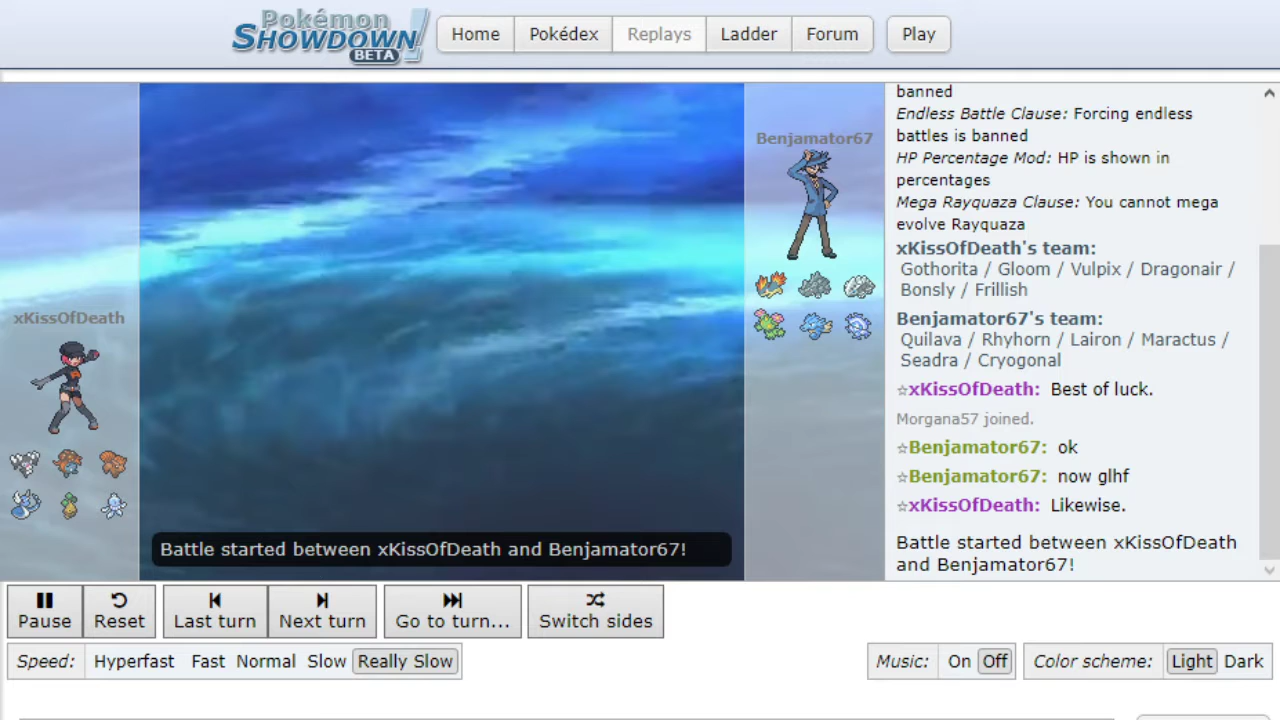 Pokémon
SHOWDOWN!
BETA
Home Pokédex Replays Ladder Forum Play
xKissOfDeath
Battle started between xKissOfDeath and Benjamator67!
Benjamator67
banned
Endless Battle Clause: Forcing endless
battles is banned
HP Percentage Mod: HP is shown in
percentages
Mega Rayquaza Clause: You cannot mega
evolve Rayquaza
xKissOfDeath's team:
Gothorita / Gloom / Vulpix / Dragonair /
Bonsly / Frillish
Benjamator67's team:
Quilava / Rhyhorn / Lairon / Maractus /
Seadra / Cryogonal
☆xKissOfDeath: Best of luck.
Morgana57 joined.
☆Benjamator67: ok
☆Benjamator67: now glhf
☆xKissOfDeath: Likewise.
Battle started between xKissOfDeath
and Benjamator67!
Pause Reset Last turn Next turn Go to turn... Switch sides
Speed: Hyperfast Fast Normal Slow Really Slow
Music: On Off Color scheme: Light Dark